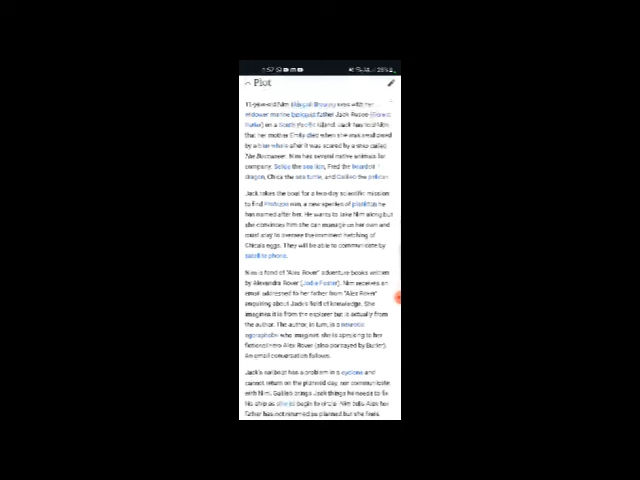 1:57 28%
Plot
11-year-old Nim (Abigail Breslin) lives with her
widower marine biologist father Jack Rusoe (Gerard
Butler) on a South Pacific island. Jack has told Nim
that her mother Emily died when she was swallowed
by a blue whale after it was scared by a ship called
The Buccaneer. Nim has several native animals for
company: Selkie the sea lion, Fred the bearded
dragon, Chica the sea turtle, and Galileo the pelican.
Jack takes the boat for a two-day scientific mission
to find Protozoa nim, a new species of plankton he
has named after her. He wants to take Nim along but
she convinces him she can manage on her own and
must stay to oversee the imminent hatching of
Chica's eggs. They will be able to communicate by
satellite phone.
Nim is fond of "Alex Rover" adventure books written
by Alexandra Rover (Jodie Foster). Nim receives an
email addressed to her father from "Alex Rover"
enquiring about Jack's field of knowledge. She
imagines it is from the explorer but is actually from
the author. The author, in turn, is a neurotic
agoraphobe who imagines she is speaking to her
fictional hero Alex Rover (also portrayed by Butler).
An email conversation follows.
Jack's sailboat has a problem in a cyclone and
cannot return on the planned day, nor communicate
with Nim. Galileo brings Jack things he needs to fix
his ship as sharks begin to circle. Nim tells Alex her
father has not returned as planned but she feels